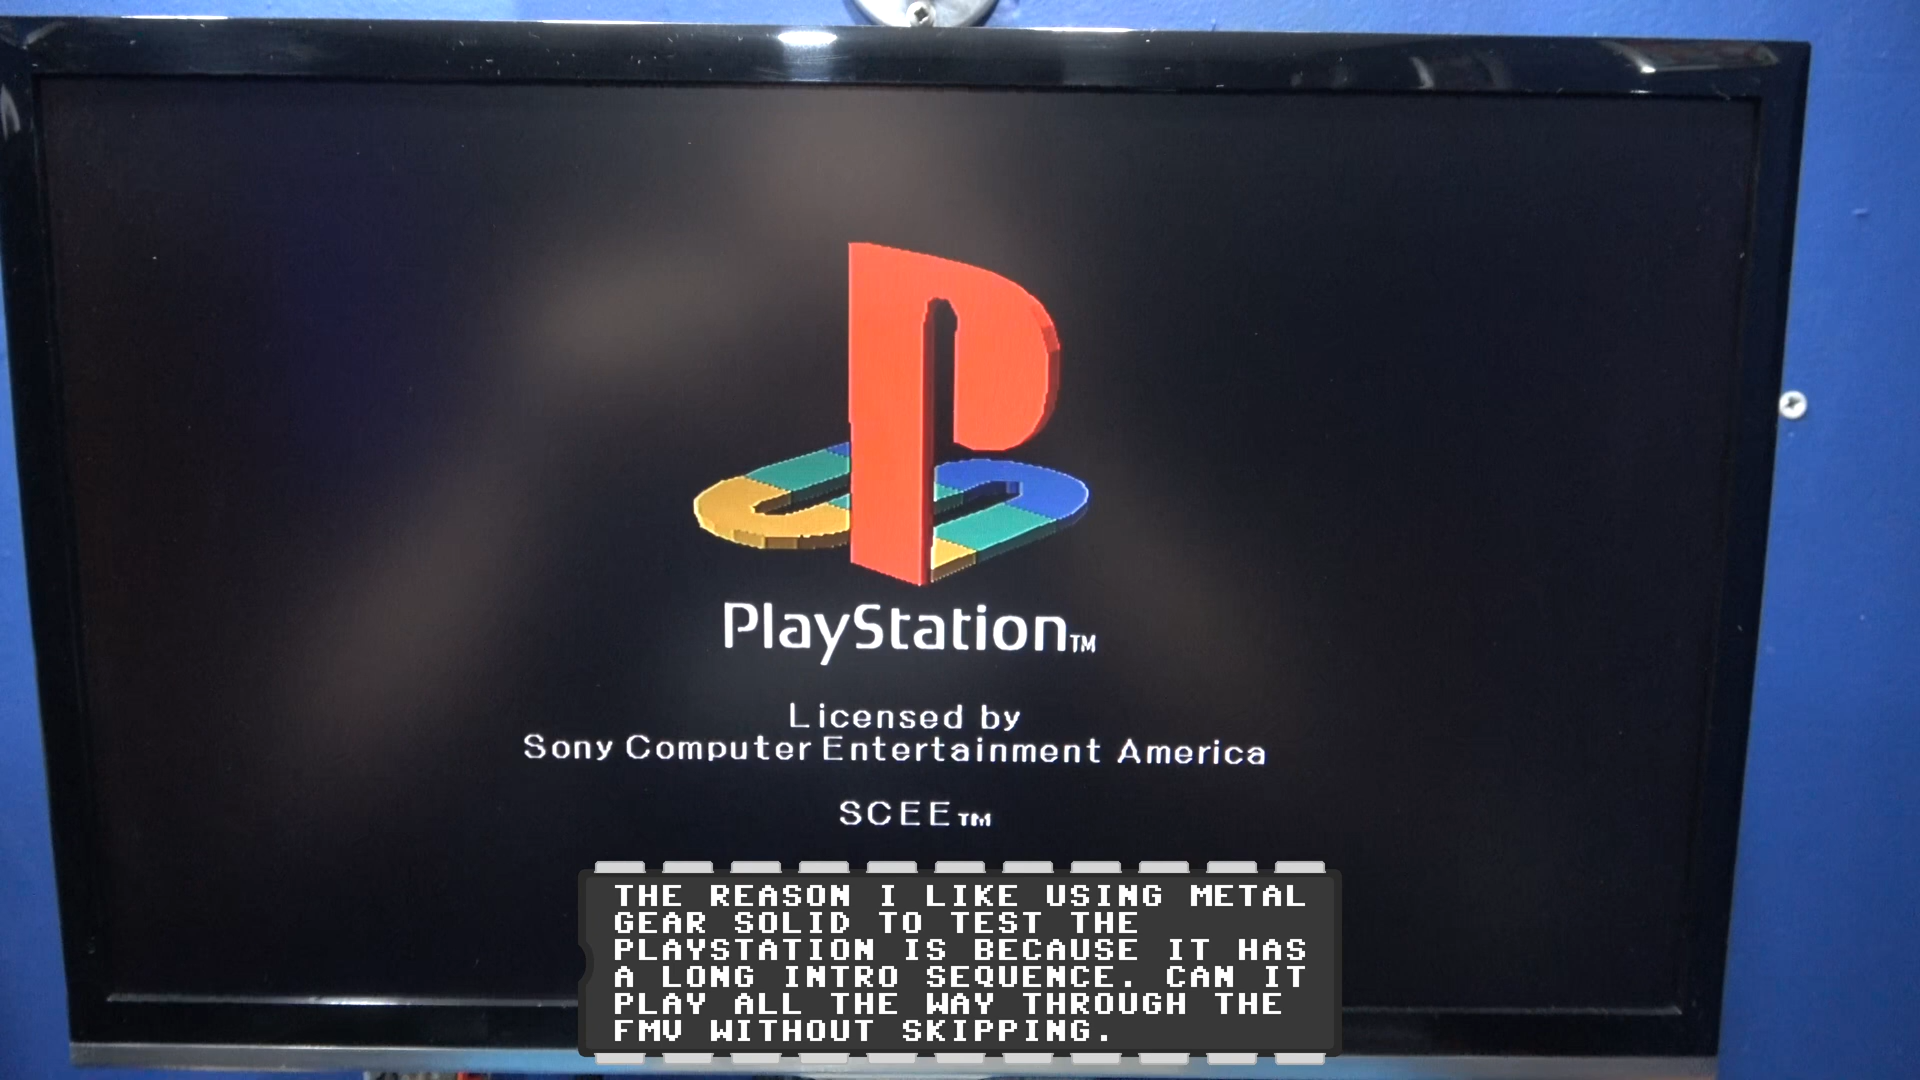 PlayStation™
Licensed by
Sony Computer Entertainment America
SCEE™
THE REASON I LIKE USING METAL
GEAR SOLID TO TEST THE
PLAYSTATION IS BECAUSE IT HAS
A LONG INTRO SEQUENCE. CAN IT
PLAY ALL THE WAY THROUGH THE
FMV WITHOUT SKIPPING.